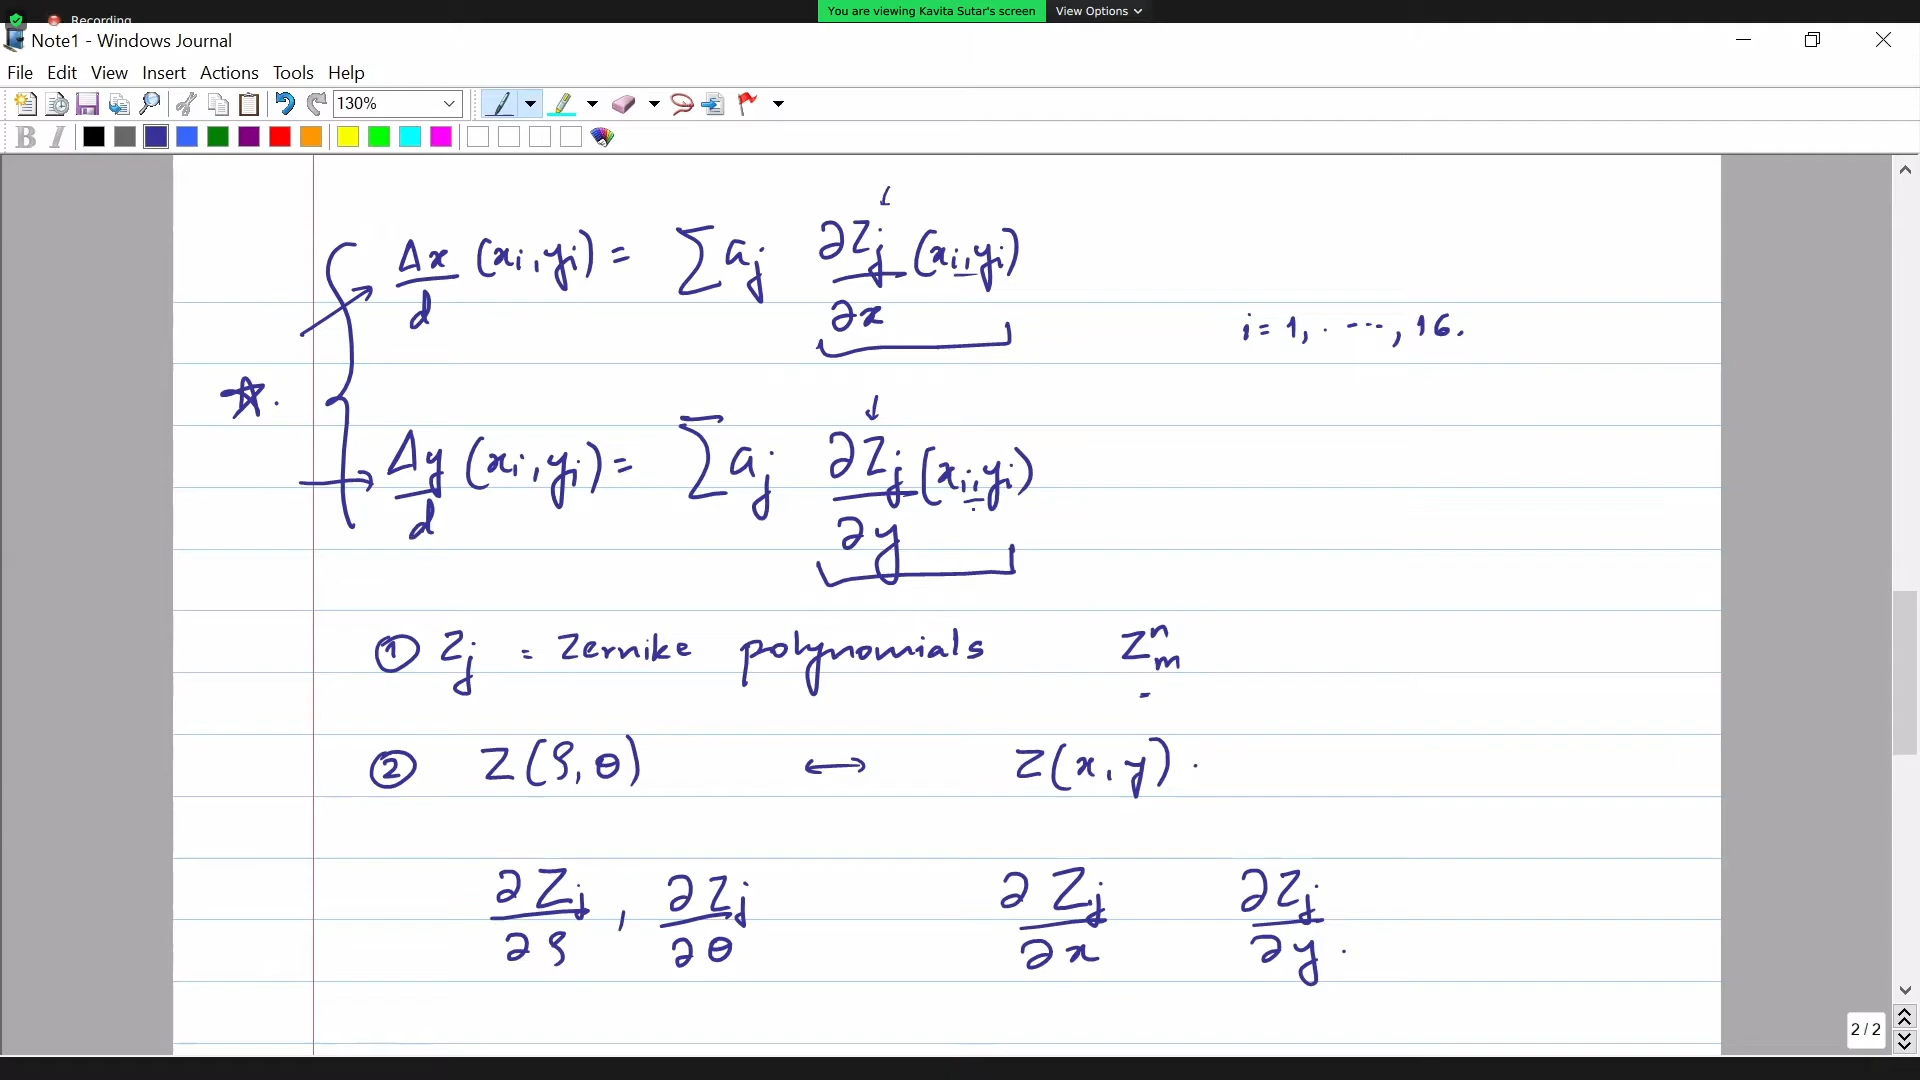 Recording
You are viewing Kavita Sutar's screen View Options
Note1 - Windows Journal
File Edit View Insert Actions Tools Help
130%
B I
Δx/d (xi, yi) = Σ aj ∂Zj/∂x (xi, yi)
i = 1, . ---, 16.
Δy/d (xi, yi) = Σ aj ∂Zj/∂y (xi, yi)
① Zj = Zernike polynomials Z^n_m
② Z(ρ, θ) ↔ Z(x, y).
∂Zj/∂ρ , ∂Zj/∂θ ∂Zj/∂x ∂Zj/∂y .
2 / 2